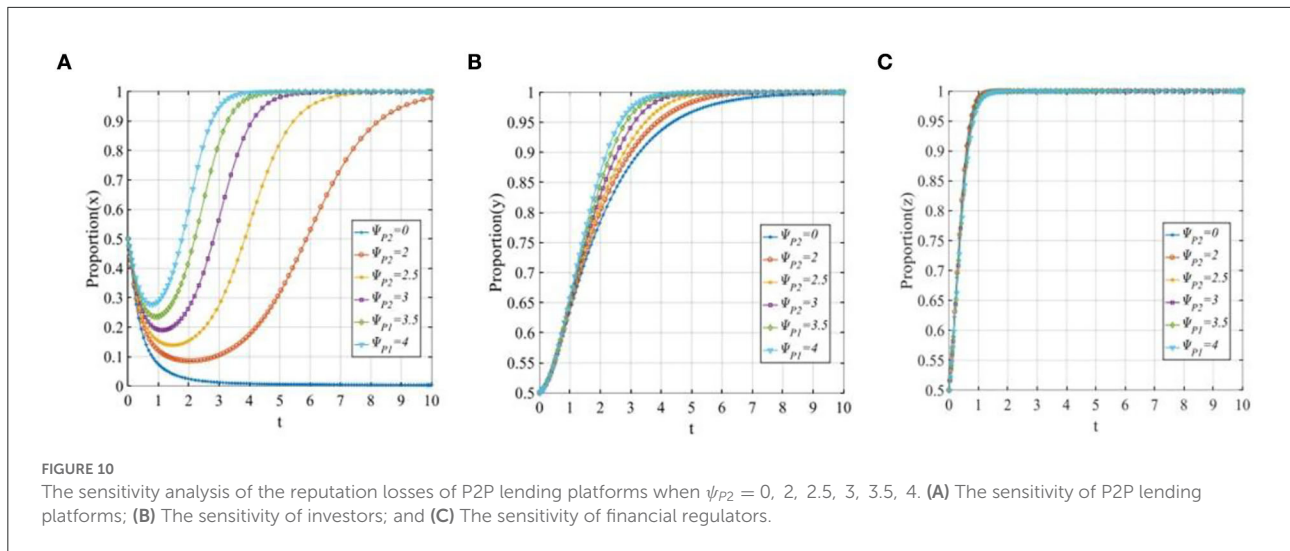 A
B
C
Proportion(x)
1
0.9
0.8
0.7
0.6
0.5
0.4
0.3
0.2
0.1
0
0 1 2 3 4 5 6 7 8 9 10
t
Ψ_P2=0
Ψ_P2=2
Ψ_P2=2.5
Ψ_P2=3
Ψ_P1=3.5
Ψ_P1=4
Proportion(y)
1
0.95
0.9
0.85
0.8
0.75
0.7
0.65
0.6
0.55
0.5
0 1 2 3 4 5 6 7 8 9 10
t
Ψ_P2=0
Ψ_P2=2
Ψ_P2=2.5
Ψ_P2=3
Ψ_P1=3.5
Ψ_P1=4
Proportion(z)
1
0.95
0.9
0.85
0.8
0.75
0.7
0.65
0.6
0.55
0.5
0 1 2 3 4 5 6 7 8 9 10
t
Ψ_P2=0
Ψ_P2=2
Ψ_P2=2.5
Ψ_P2=3
Ψ_P1=3.5
Ψ_P1=4
FIGURE 10
The sensitivity analysis of the reputation losses of P2P lending platforms when ψ_P2 = 0, 2, 2.5, 3, 3.5, 4. (A) The sensitivity of P2P lending
platforms; (B) The sensitivity of investors; and (C) The sensitivity of financial regulators.